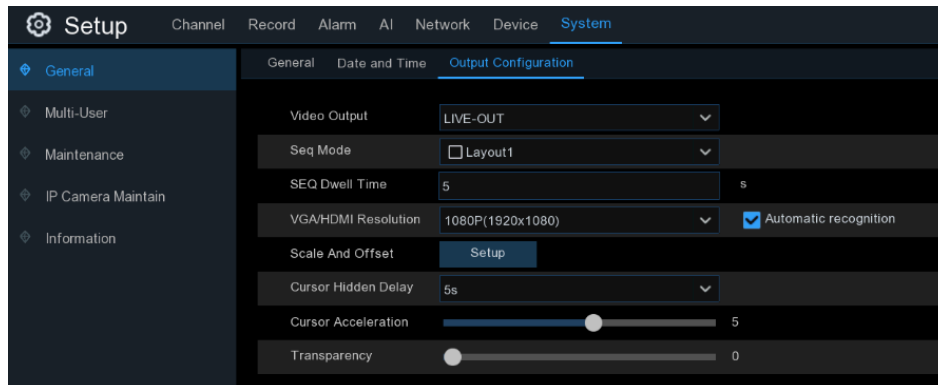 Setup Channel Record Alarm AI Network Device System
General
Multi-User
Maintenance
IP Camera Maintain
Information
General Date and Time Output Configuration
Video Output LIVE-OUT
Seq Mode Layout1
SEQ Dwell Time 5 s
VGA/HDMI Resolution 1080P(1920x1080) Automatic recognition
Scale And Offset Setup
Cursor Hidden Delay 5s
Cursor Acceleration 5
Transparency 0